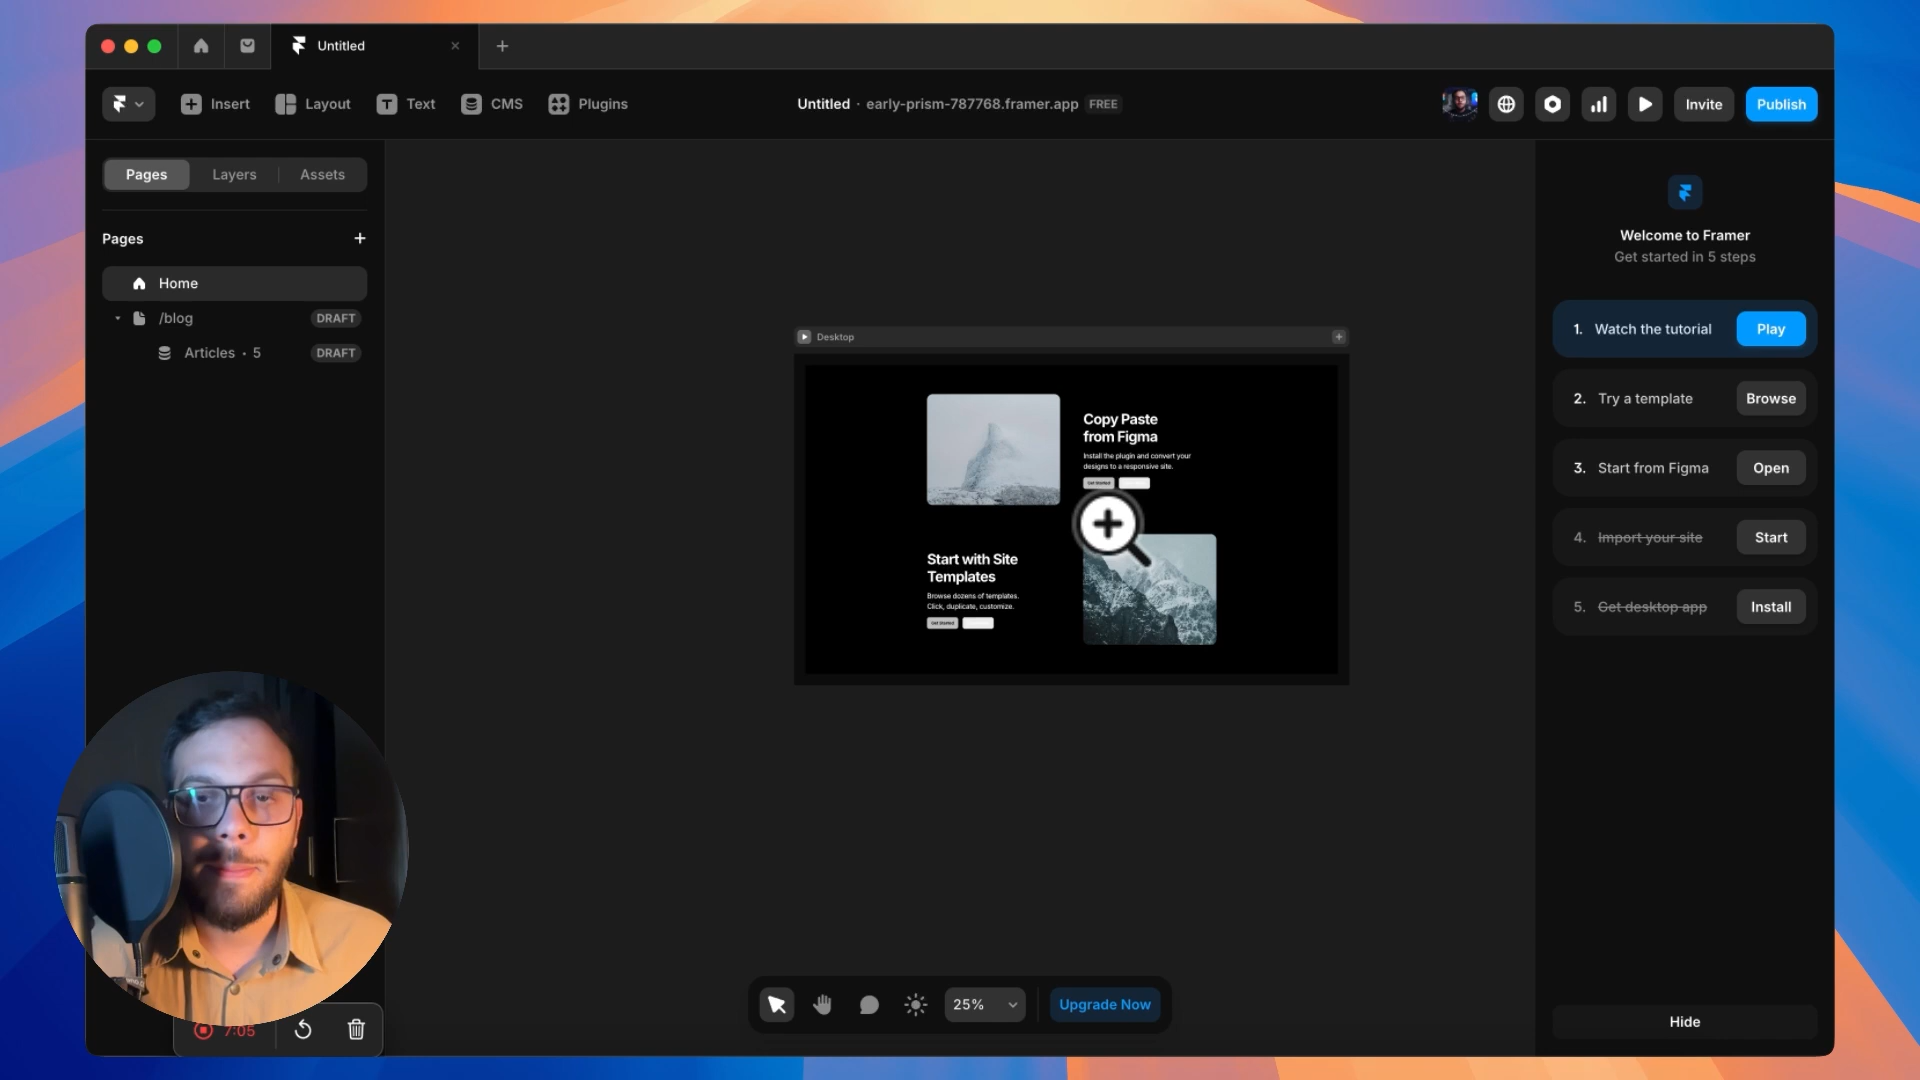 Untitled
Insert
Layout
Text
CMS
Plugins
Untitled · early-prism-787768.framer.app FREE
Invite
Publish
Pages
Layers
Assets
Pages
Home
/blog DRAFT
Articles · 5 DRAFT
Desktop
Copy Paste
from Figma
Install the plugin and convert your
designs to a responsive site.
Get Started
Start with Site
Templates
Browse dozens of templates.
Click, duplicate, customize.
Get Started
Welcome to Framer
Get started in 5 steps
1. Watch the tutorial Play
2. Try a template Browse
3. Start from Figma Open
4. Import your site Start
5. Get desktop app Install
Hide
25%
Upgrade Now
7:05